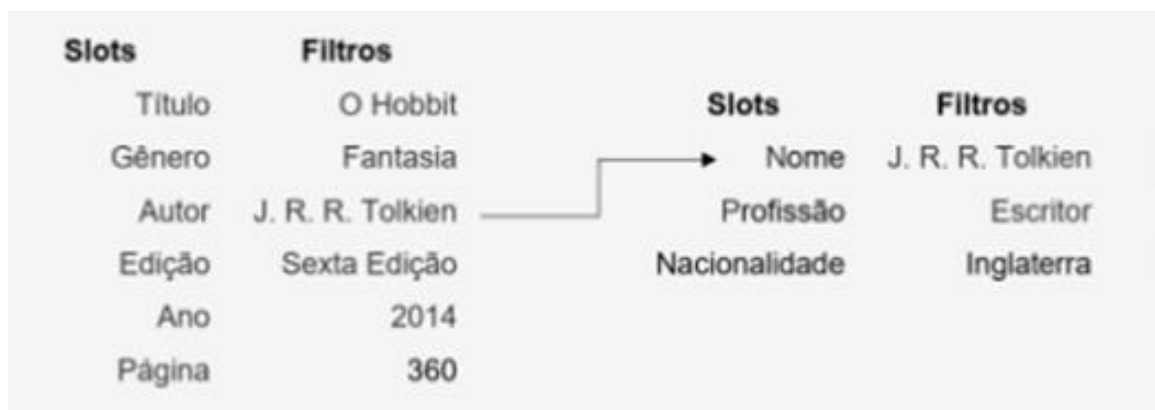 Slots Filtros
Título O Hobbit
Gênero Fantasia
Autor J. R. R. Tolkien
Edição Sexta Edição
Ano 2014
Página 360
Slots Filtros
Nome J. R. R. Tolkien
Profissão Escritor
Nacionalidade Inglaterra